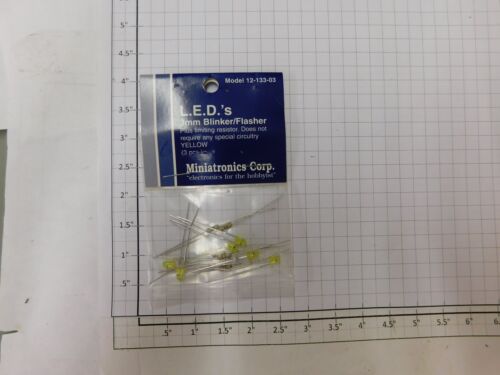 Model 12-133-03
L.E.D.'s
3mm Blinker/Flasher
Plus limiting resistor. Does not
require any special circuitry
YELLOW
Miniatronics Corp.
"electronics for the hobbyist"
5"
4.5"
4"
3.5"
3"
2.5"
2"
1.5"
1"
.5"
.5" 1" 1.5" 2" 2.5" 3" 3.5" 4" 4.5" 5" 5.5" 6"